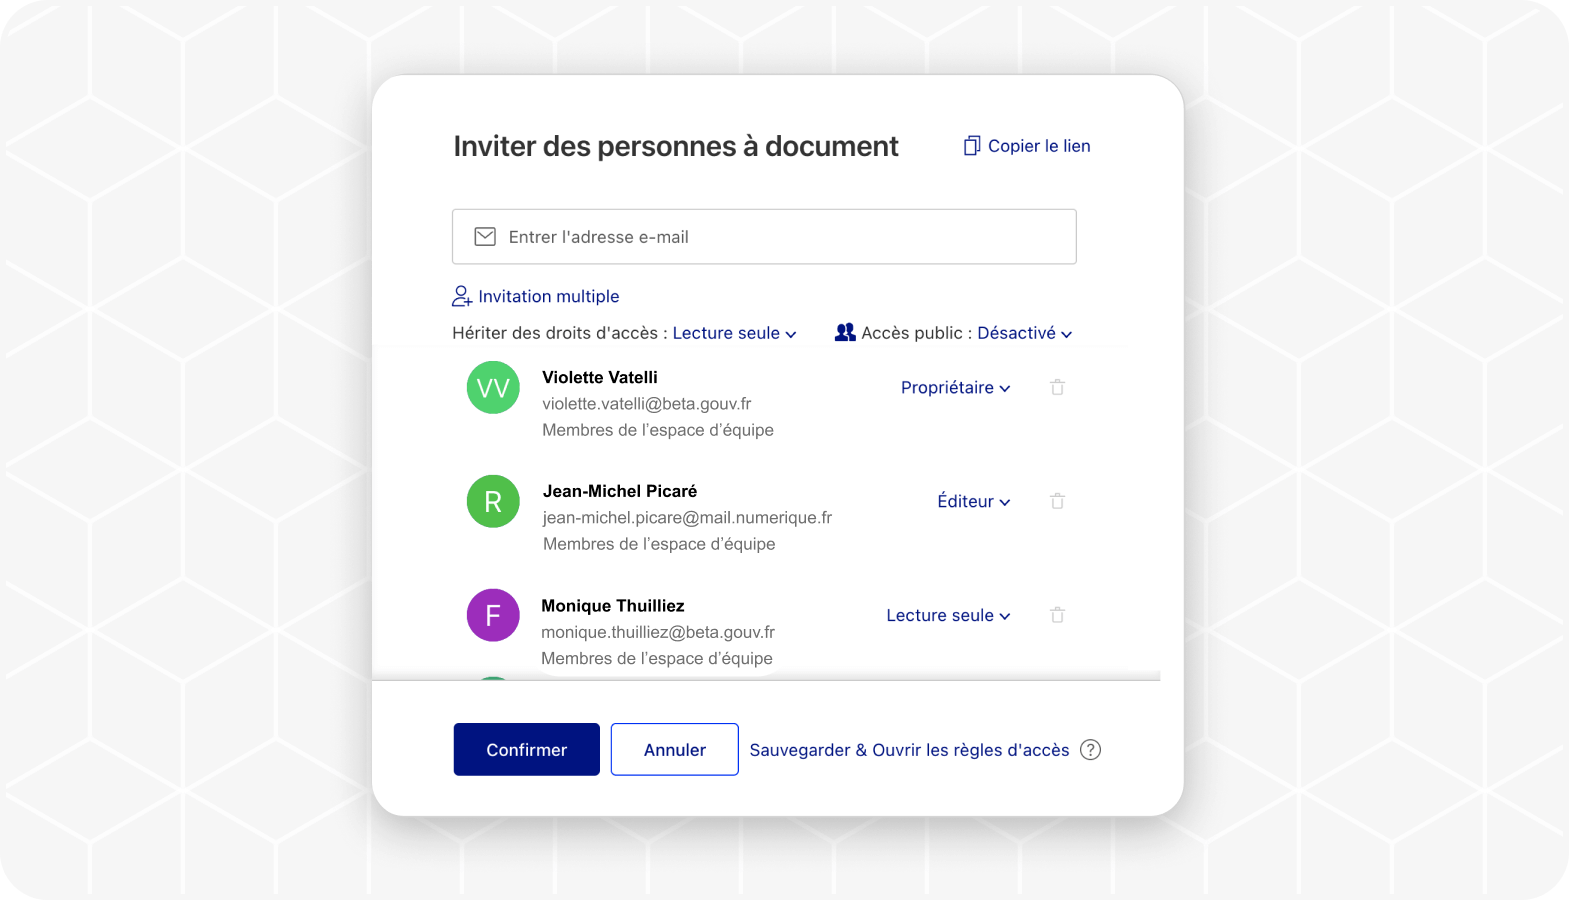 Inviter des personnes à document
Copier le lien
Entrer l'adresse e-mail
Invitation multiple
Hériter des droits d'accès : Lecture seule
Accès public : Désactivé
VV
Violette Vatelli
violette.vatelli@beta.gouv.fr
Membres de l’espace d’équipe
Propriétaire
R
Jean-Michel Picaré
jean-michel.picare@mail.numerique.fr
Membres de l’espace d’équipe
Éditeur
F
Monique Thuilliez
monique.thuilliez@beta.gouv.fr
Membres de l’espace d’équipe
Lecture seule
Confirmer
Annuler
Sauvegarder & Ouvrir les règles d'accès ?